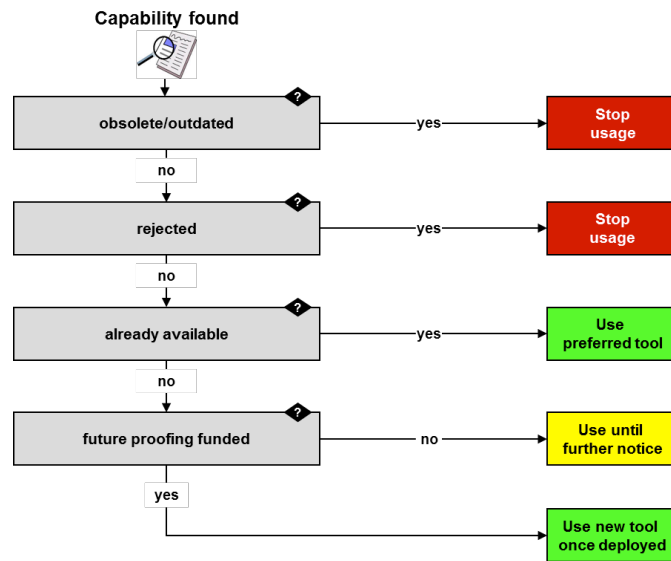 Capability found
?
obsolete/outdated
yes
Stop
usage
no
?
rejected
yes
Stop
usage
no
?
already available
yes
Use
preferred tool
no
?
future proofing funded
no
Use until
further notice
yes
Use new tool
once deployed